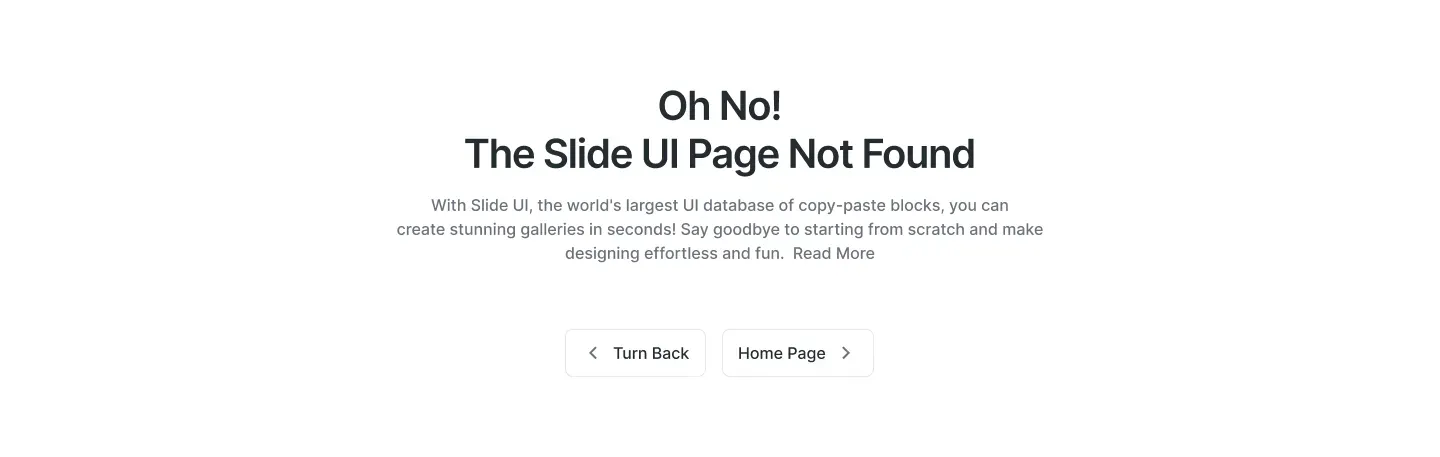 Oh No!
The Slide UI Page Not Found
With Slide UI, the world's largest UI database of copy-paste blocks, you can
create stunning galleries in seconds! Say goodbye to starting from scratch and make
designing effortless and fun.  Read More
Turn Back
Home Page